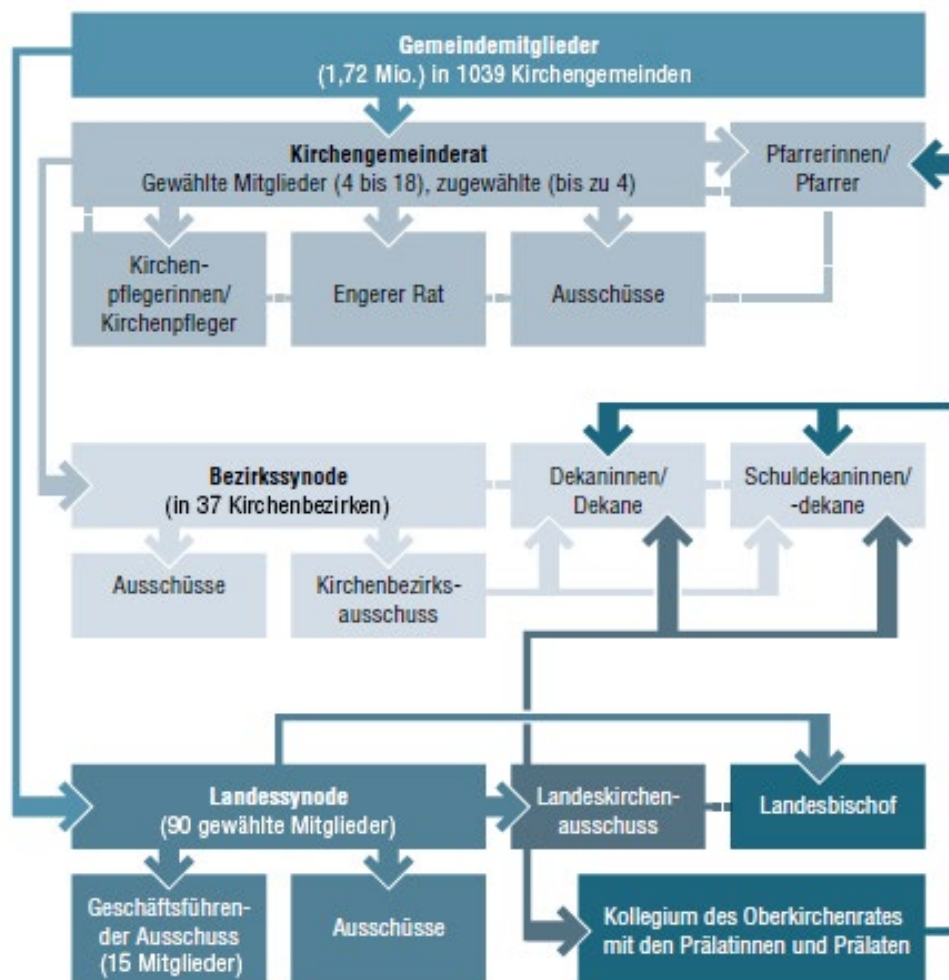 Gemeindemitglieder
(1,72 Mio.) in 1039 Kirchengemeinden
Kirchengemeinderat
Gewählte Mitglieder (4 bis 18), zugewählte (bis zu 4)
Pfarrerinnen/
Pfarrer
Kirchen-
pflegerinnen/
Kirchenpfleger
Engerer Rat
Ausschüsse
Bezirkssynode
(in 37 Kirchenbezirken)
Dekaninnen/
Dekane
Schuldekaninnen/
-dekane
Ausschüsse
Kirchenbezirks-
ausschuss
Landessynode
(90 gewählte Mitglieder)
Landeskirchen-
ausschuss
Landesbischof
Geschäftsführen-
der Ausschuss
(15 Mitglieder)
Ausschüsse
Kollegium des Oberkirchenrates
mit den Prälatinnen und Prälaten